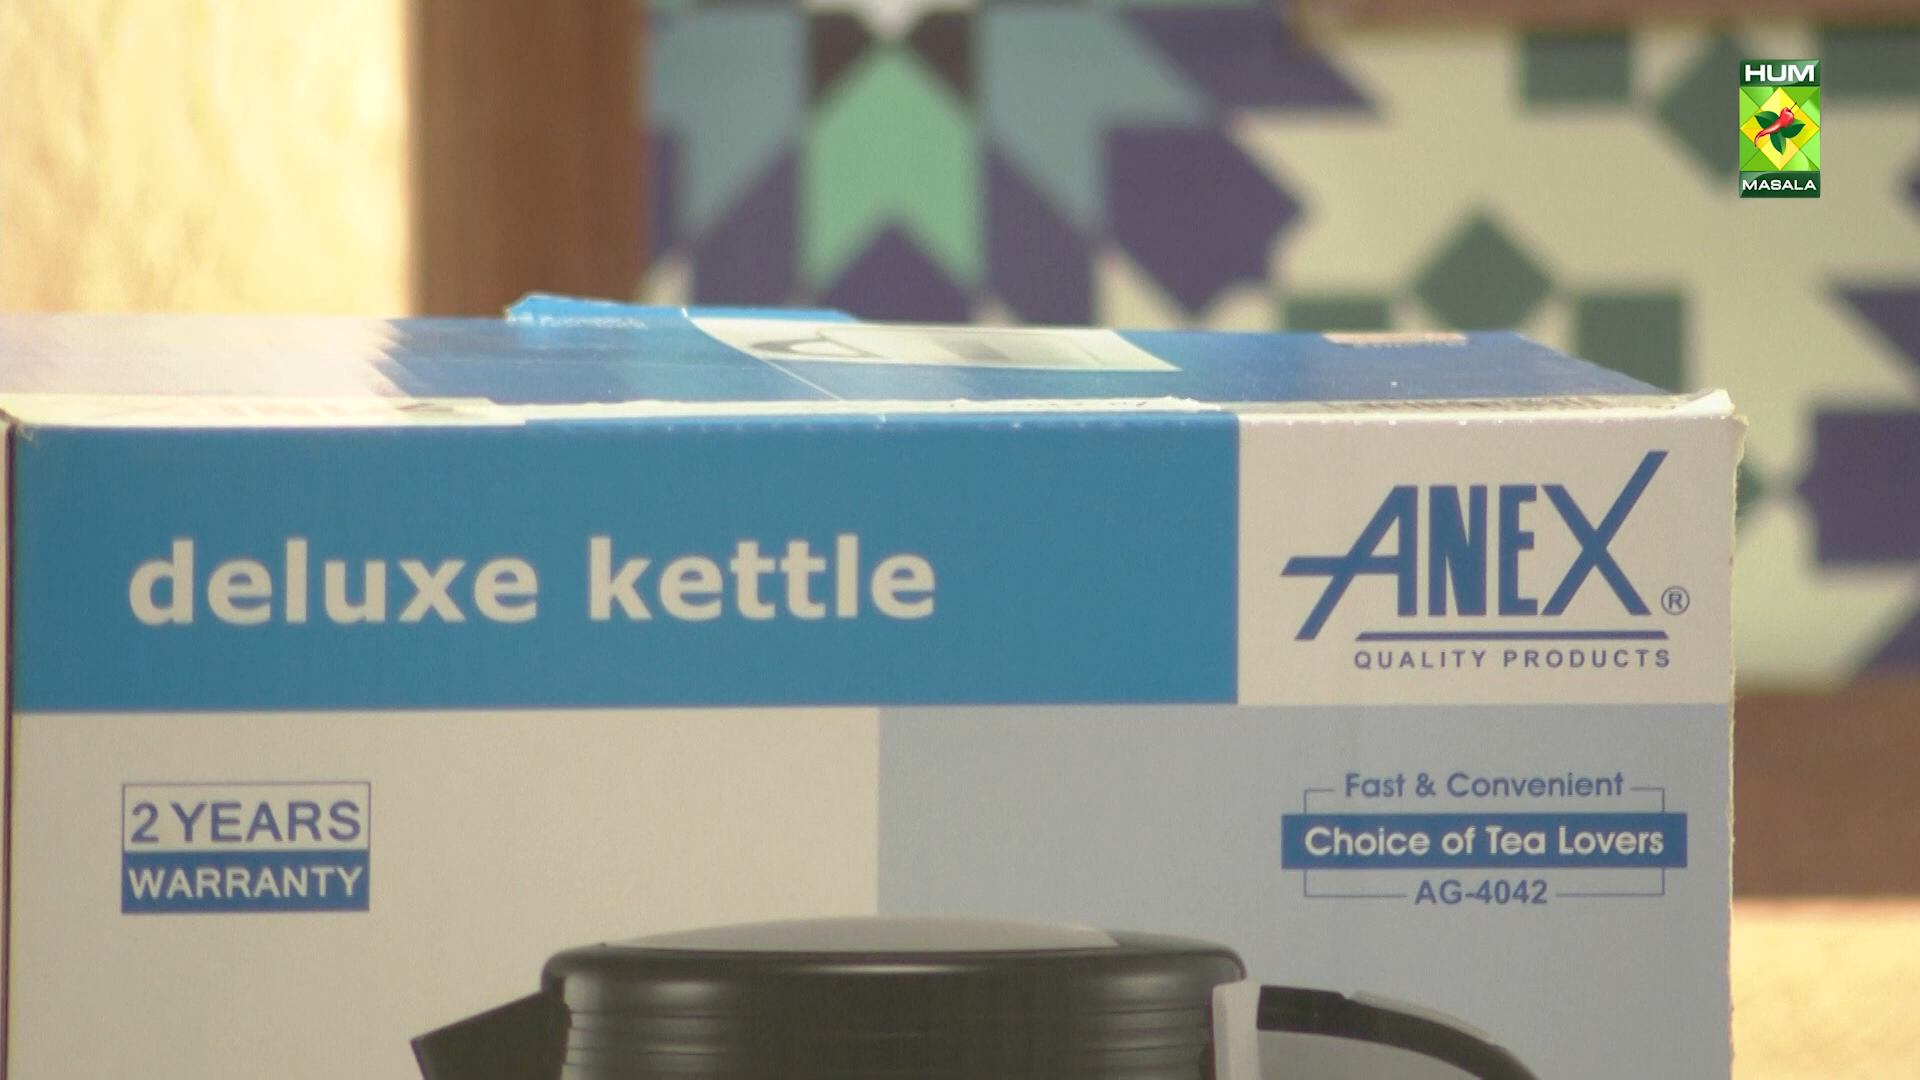 HUM
MASALA
deluxe kettle
ANEX®
QUALITY PRODUCTS
2 YEARS
WARRANTY
Fast & Convenient
Choice of Tea Lovers
AG-4042